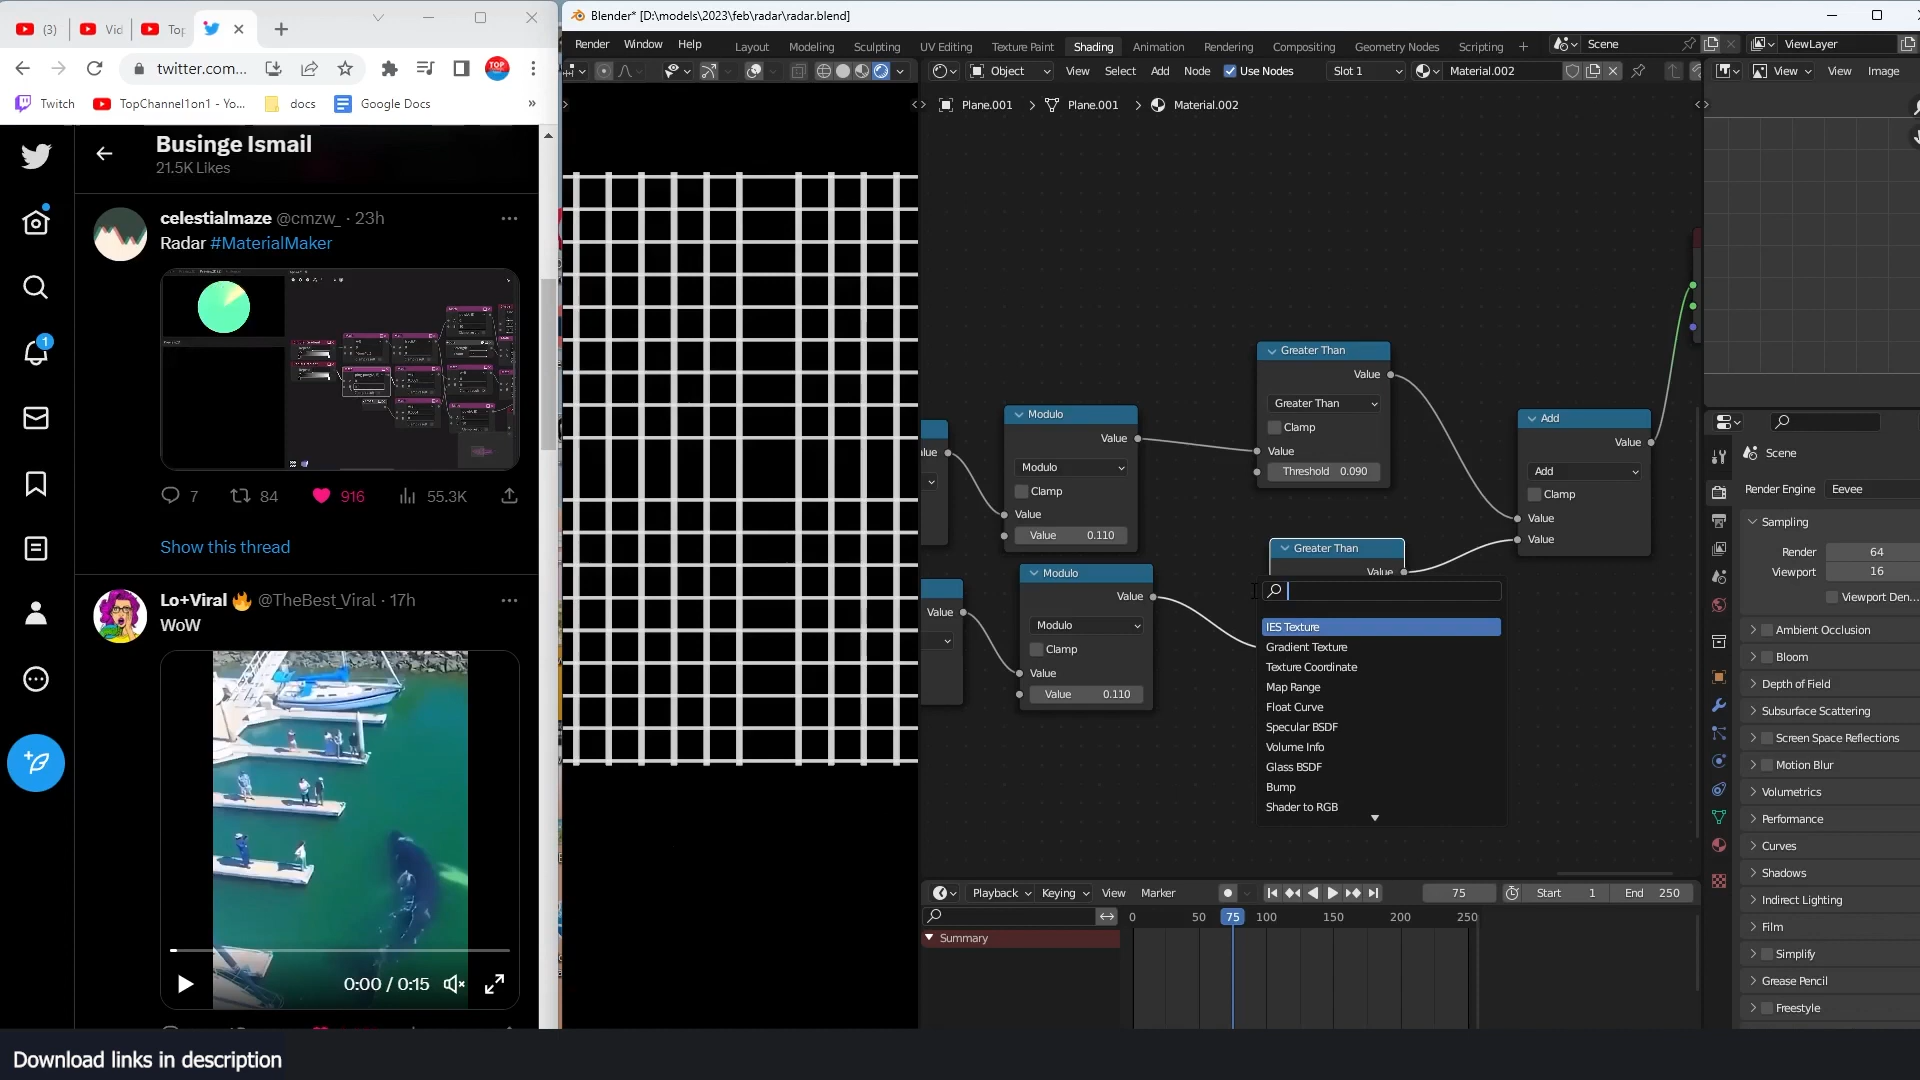 (3)
Vic
Top
twitter.com...
Twitch
TopChannel1on1 - Yo...
docs
Google Docs
»
Businge Ismail
21.5K Likes
celestialmaze @cmzw_ · 23h
Radar #MaterialMaker
7
84
916
55.3K
Show this thread
Lo+Viral 🔥 @TheBest_Viral · 17h
WoW
0:00 / 0:15
Blender* [D:\models\2023\feb\radar\radar.blend]
Render
Window
Help
Layout
Modeling
Sculpting
UV Editing
Texture Paint
Shading
Animation
Rendering
Compositing
Geometry Nodes
Scripting
+
Scene
ViewLayer
Object
View
Select
Add
Node
Use Nodes
Slot 1
Material.002
View
View
Image
Plane.001 > Plane.001 > Material.002
Greater Than
Value
Greater Than
Clamp
Value
Threshold 0.090
Modulo
Value
Modulo
Clamp
Value
Value 0.110
Add
Value
Add
Clamp
Value
Value
Greater Than
Value
Modulo
Value
Modulo
Clamp
Value
Value 0.110
Value
IES Texture
Gradient Texture
Texture Coordinate
Map Range
Float Curve
Specular BSDF
Volume Info
Glass BSDF
Bump
Shader to RGB
Scene
Render Engine Eevee
Sampling
Render 64
Viewport 16
Viewport Den...
Ambient Occlusion
Bloom
Depth of Field
Subsurface Scattering
Screen Space Reflections
Motion Blur
Volumetrics
Performance
Curves
Shadows
Indirect Lighting
Film
Simplify
Grease Pencil
Freestyle
Playback
Keying
View
Marker
75
Start 1
End 250
0 50 75 100 150 200 250
Summary
Download links in description